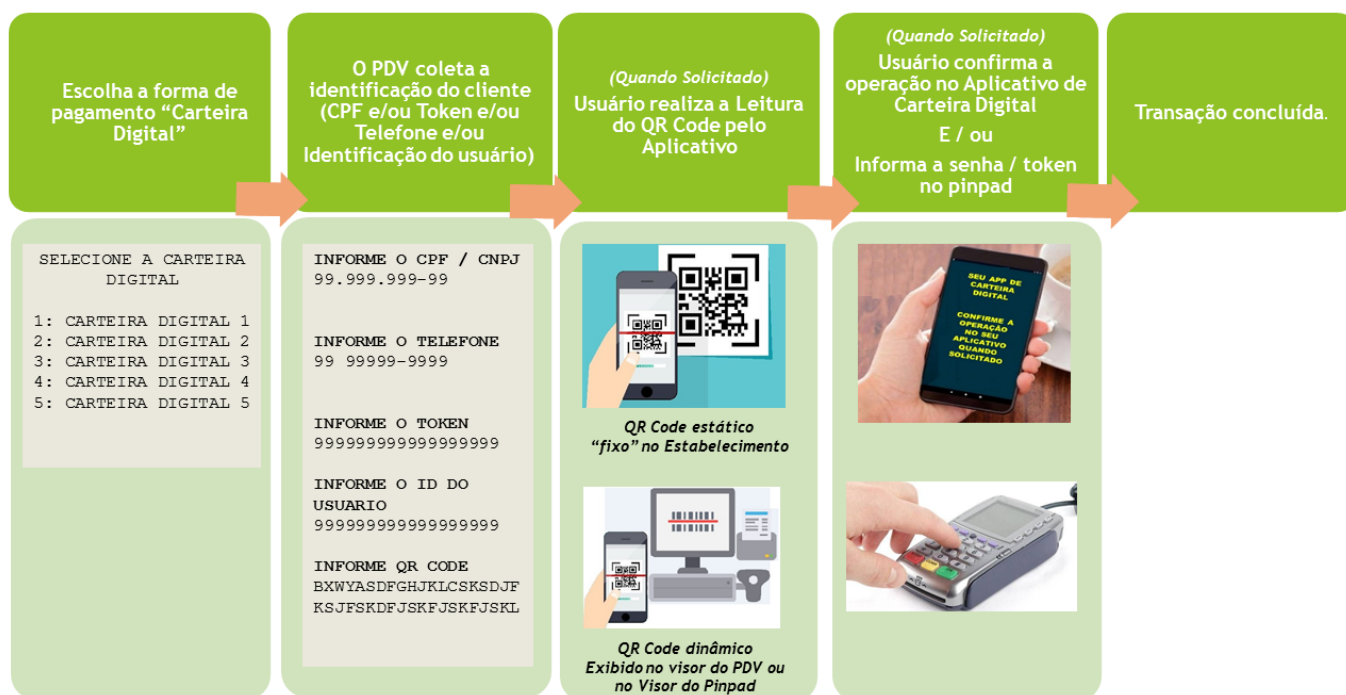 Escolha a forma de
pagamento “Carteira
Digital”
O PDV coleta a
identificação do cliente
(CPF e/ou Token e/ou
Telefone e/ou
Identificação do usuário)
(Quando Solicitado)
Usuário realiza a Leitura
do QR Code pelo
Aplicativo
(Quando Solicitado)
Usuário confirma a
operação no Aplicativo de
Carteira Digital
E / ou
Informa a senha / token
no pinpad
Transação concluída.
SELECIONE A CARTEIRA
DIGITAL
1: CARTEIRA DIGITAL 1
2: CARTEIRA DIGITAL 2
3: CARTEIRA DIGITAL 3
4: CARTEIRA DIGITAL 4
5: CARTEIRA DIGITAL 5
INFORME O CPF / CNPJ
99.999.999-99
INFORME O TELEFONE
99 99999-9999
INFORME O TOKEN
999999999999999999
INFORME O ID DO
USUARIO
999999999999999999
INFORME QR CODE
BXWYASDFGHJKLCSKSDJF
KSJFSKDFJSKFJSKFJSKL
QR Code estático
“fixo” no Estabelecimento
QR Code dinâmico
Exibido no visor do PDV ou
no Visor do Pinpad
SEU APP DE
CARTEIRA
DIGITAL
CONFIRME A
OPERAÇÃO
NO SEU
APLICATIVO
QUANDO
SOLICITADO